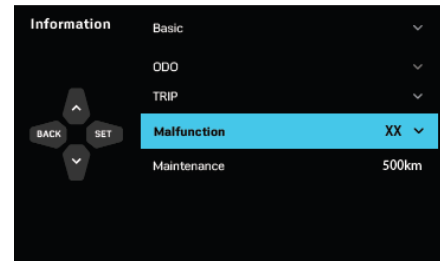 Information
Basic
ODO
TRIP
BACK SET
Malfunction XX
Maintenance 500km